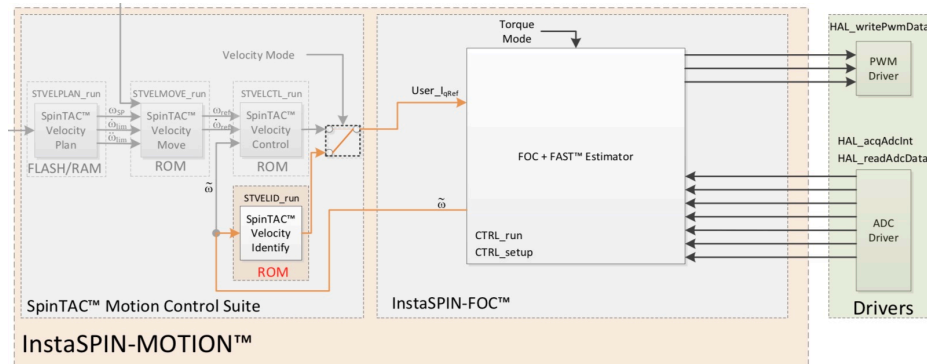 Torque
Mode
Velocity Mode
HAL_writePwmData
PWM
Driver
STVELPLAN_run
SpinTAC™
Velocity
Plan
FLASH/RAM
ωsp
ω̇lim
ω̈lim
STVELMOVE_run
SpinTAC™
Velocity
Move
ROM
ωref
ω̇ref
STVELCTL_run
SpinTAC™
Velocity
Control
ROM
User_IqRef
FOC + FAST™ Estimator
CTRL_run
CTRL_setup
ω̃
ω̃
STVELID_run
SpinTAC™
Velocity
Identify
ROM
HAL_acqAdcInt
HAL_readAdcData
ADC
Driver
Drivers
SpinTAC™ Motion Control Suite
InstaSPIN-FOC™
InstaSPIN-MOTION™